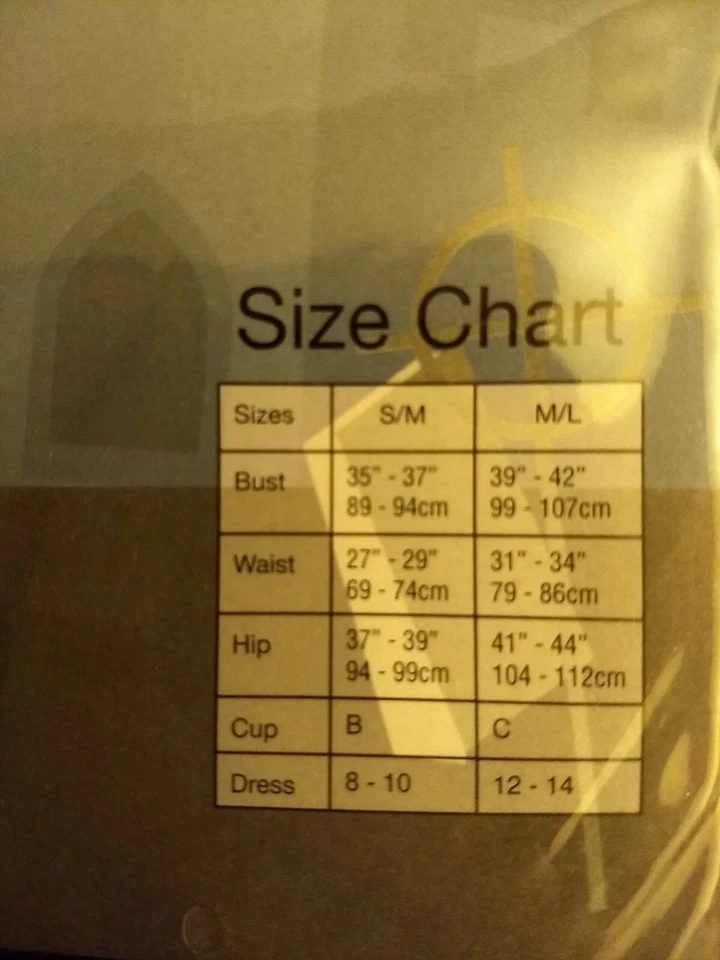 Size Chart
Sizes S/M M/L
Bust 35" - 37" 39" - 42"
89 - 94cm 99 - 107cm
Waist 27" - 29" 31" - 34"
69 - 74cm 79 - 86cm
Hip 37" - 39" 41" - 44"
94 - 99cm 104 - 112cm
Cup B C
Dress 8 - 10 12 - 14